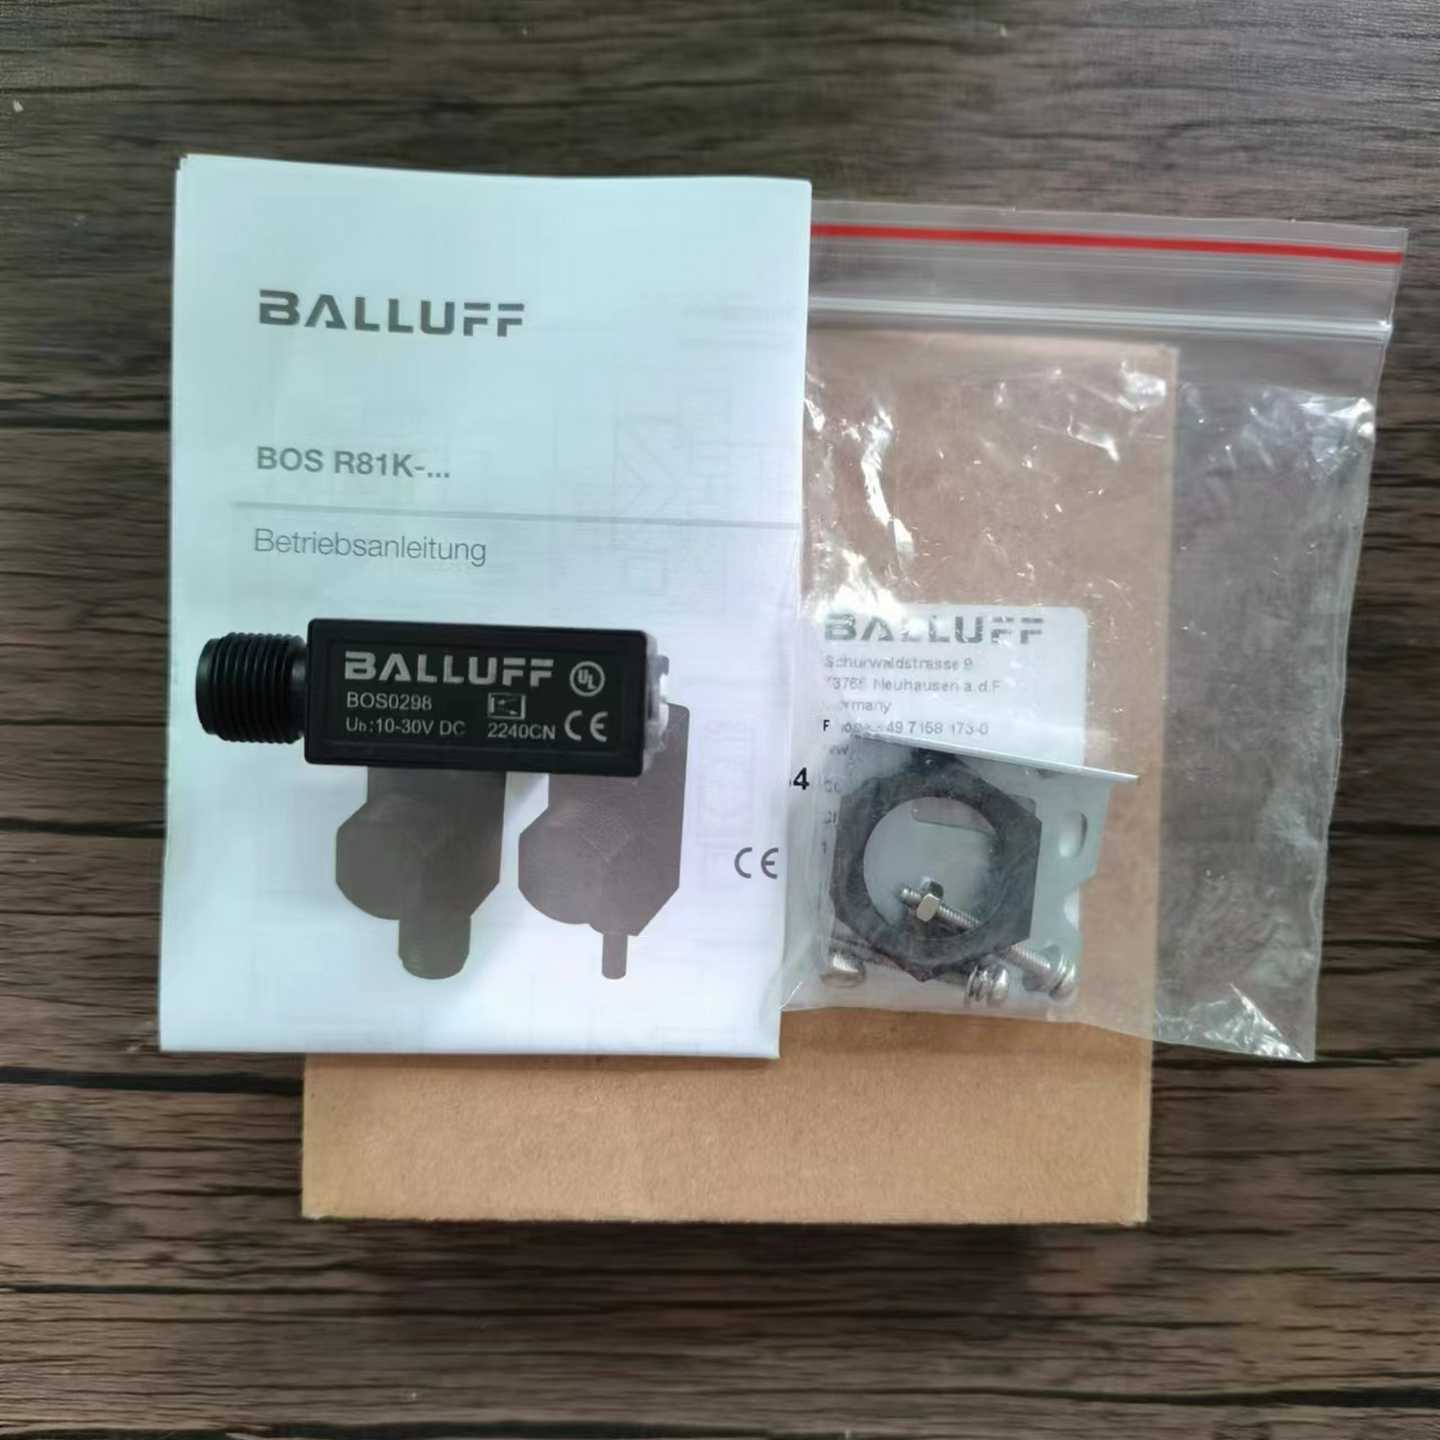 BALLUFF
BOS R81K-...
Betriebsanleitung
BALLUFF
UL
BOS0298
Ub:10-30V DC
2240CN CE
CE
BALLUFF
Schurwaldstrasse 9
Neuhausen a.d.F
49 7158 173-0